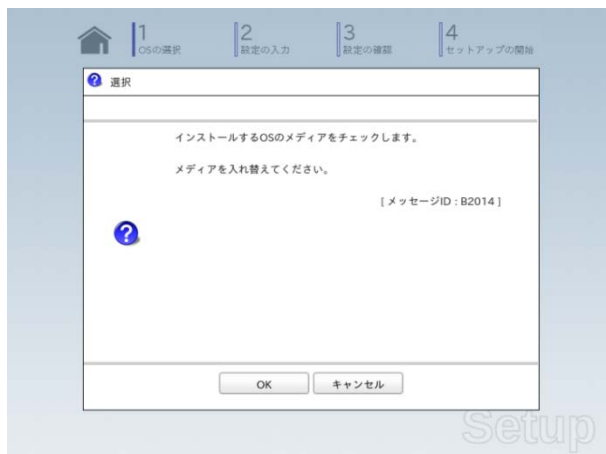 1
OSの選択
2
設定の入力
3
設定の確認
4
セットアップの開始
選択
インストールするOSのメディアをチェックします。
メディアを入れ替えてください。
[ メッセージID : B2014 ]
OK
キャンセル
Setup